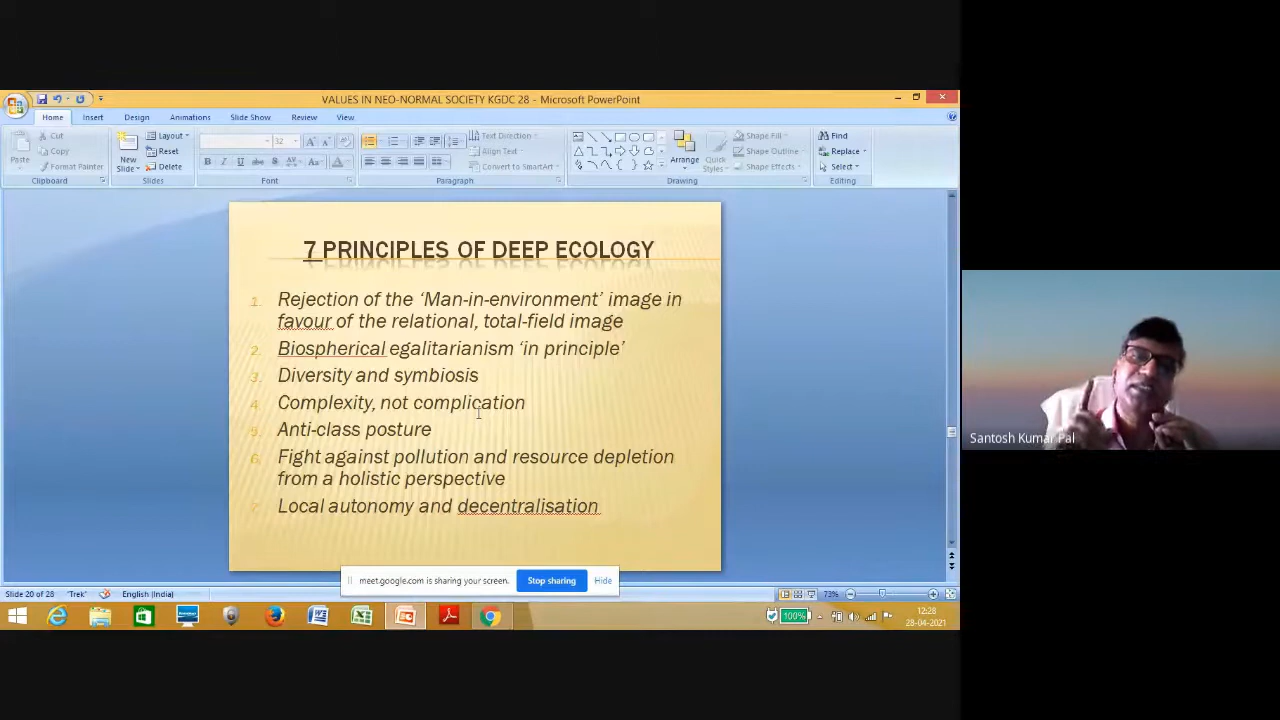 VALUES IN NEO-NORMAL SOCIETY KGDC 28 - Microsoft PowerPoint
Home Insert Design Animations Slide Show Review View
Paste
Cut
Copy
Format Painter
Clipboard
New Slide
Layout
Reset
Delete
Slides
32
Font
Text Direction
Align Text
Convert to SmartArt
Paragraph
Arrange
Quick Styles
Shape Fill
Shape Outline
Shape Effects
Drawing
Find
Replace
Select
Editing
7 PRINCIPLES OF DEEP ECOLOGY
1. Rejection of the ‘Man-in-environment’ image in
favour of the relational, total-field image
2. Biospherical egalitarianism ‘in principle’
3. Diversity and symbiosis
4. Complexity, not complication
5. Anti-class posture
6. Fight against pollution and resource depletion
from a holistic perspective
7. Local autonomy and decentralisation
Santosh Kumar Pal
meet.google.com is sharing your screen. Stop sharing Hide
Slide 20 of 28 'Trek' English (India) 73%
100% 12:28
28-04-2021